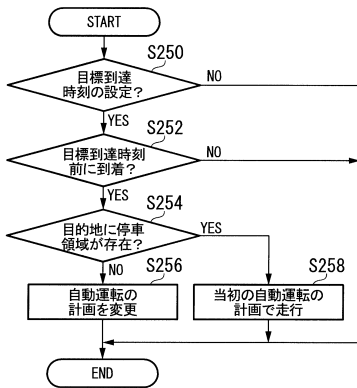 START
S250
目標到達
時刻の設定?
NO
YES
S252
目標到達時刻
前に到着?
NO
YES
S254
目的地に停車
領域が存在?
YES
NO
S256
自動運転の
計画を変更
S258
当初の自動運転の
計画で走行
END